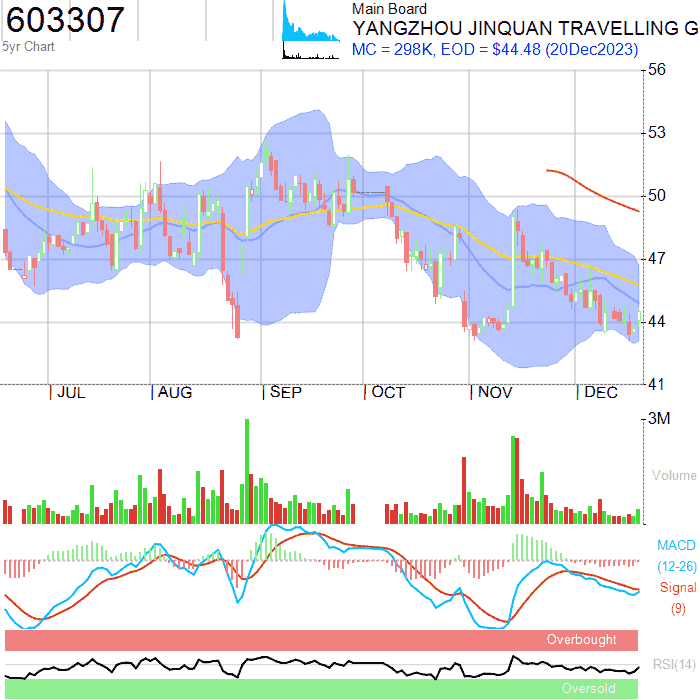 603307
5yr Chart
Main Board
YANGZHOU JINQUAN TRAVELLING G
MC = 298K, EOD = $44.48 (20Dec2023)
56
53
50
47
44
41
JUL AUG SEP OCT NOV DEC
3M
Volume
MACD
(12-26)
Signal
(9)
Overbought
RSI(14)
Oversold